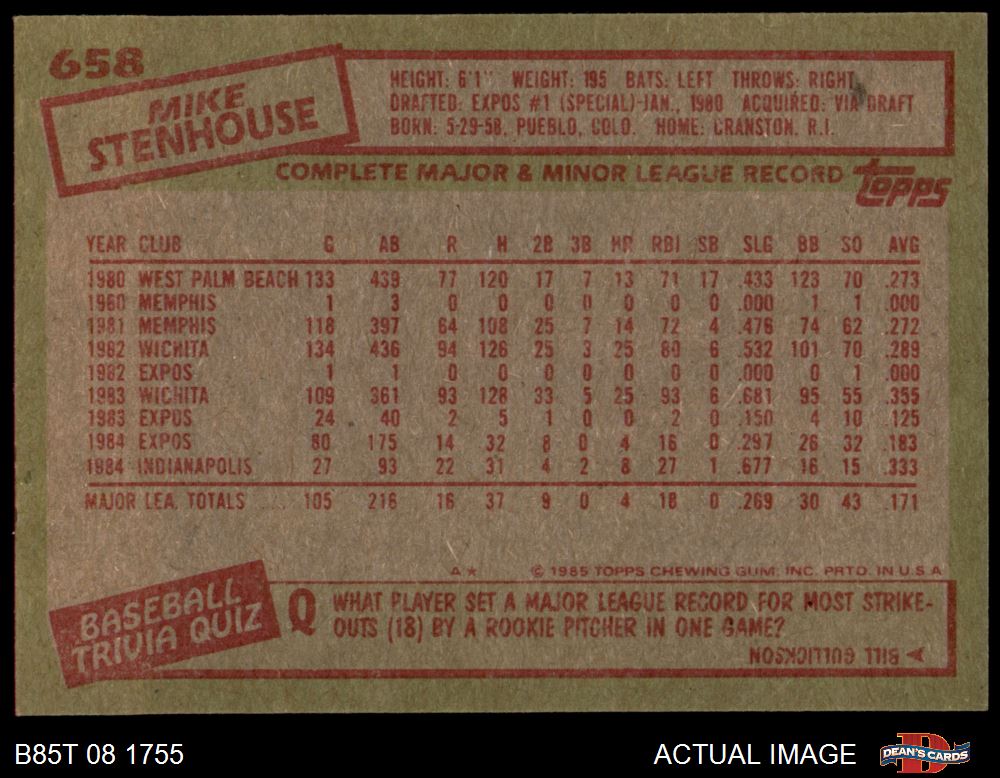 658
MIKE
STENHOUSE
HEIGHT: 6'1" WEIGHT: 195 BATS: LEFT THROWS: RIGHT
DRAFTED: EXPOS #1 (SPECIAL)-JAN., 1980 ACQUIRED: VIA DRAFT
BORN: 5-29-58, PUEBLO, COLO. HOME: CRANSTON, R.I.
COMPLETE MAJOR & MINOR LEAGUE RECORD topps
YEAR CLUB G AB R H 2B 3B HR RBI SB SLG BB SO AVG
1980 WEST PALM BEACH 133 439 77 120 17 7 13 71 17 .433 123 70 .273
1980 MEMPHIS 1 3 0 0 0 0 0 0 0 .000 1 1 .000
1981 MEMPHIS 118 397 64 108 25 7 14 72 4 .476 74 62 .272
1982 WICHITA 134 436 94 126 25 3 25 80 6 .532 101 70 .289
1982 EXPOS 1 1 0 0 0 0 0 0 0 .000 0 1 .000
1983 WICHITA 109 361 93 128 33 5 25 93 6 .681 95 55 .355
1983 EXPOS 24 40 2 5 1 0 0 2 0 .150 4 10 .125
1984 EXPOS 80 175 14 32 8 0 4 16 0 .297 26 32 .183
1984 INDIANAPOLIS 27 93 22 31 4 2 8 27 1 .677 16 15 .333
MAJOR LEA. TOTALS 105 216 16 37 9 0 4 18 0 .269 30 43 .171
A* © 1985 TOPPS CHEWING GUM, INC. PRTD. IN U.S.A.
BASEBALL
TRIVIA QUIZ
Q WHAT PLAYER SET A MAJOR LEAGUE RECORD FOR MOST STRIKE-
OUTS (18) BY A ROOKIE PITCHER IN ONE GAME?
A BILL GULLICKSON
B85T 08 1755
ACTUAL IMAGE
D
DEAN'S CARDS